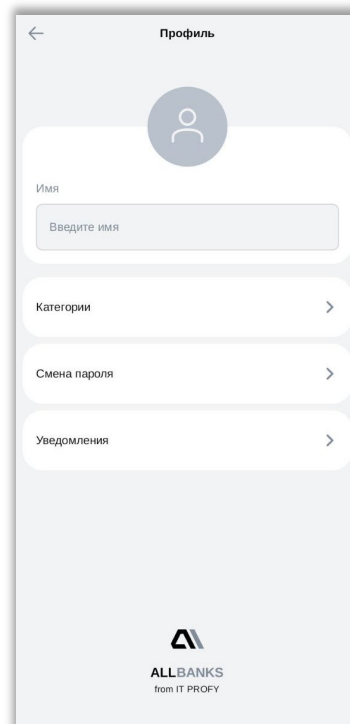 Профиль
Имя
Введите имя
Категории
Смена пароля
Уведомления
ALLBANKS
from IT PROFY